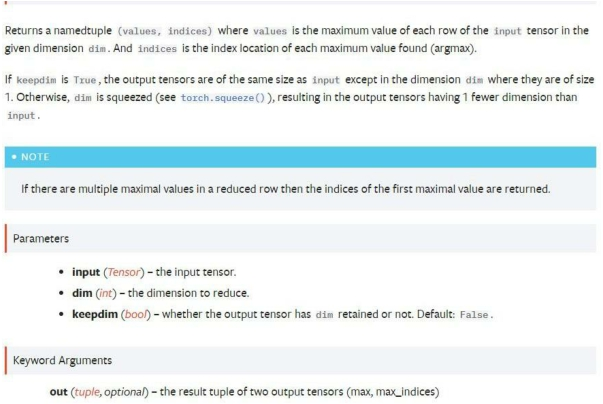 Returns a namedtuple (values, indices) where values is the maximum value of each row of the input tensor in the
given dimension dim. And indices is the index location of each maximum value found (argmax).
If keepdim is True, the output tensors are of the same size as input except in the dimension dim where they are of size
1. Otherwise, dim is squeezed (see torch.squeeze()), resulting in the output tensors having 1 fewer dimension than
input.
• NOTE
If there are multiple maximal values in a reduced row then the indices of the first maximal value are returned.
Parameters
• input (Tensor) – the input tensor.
• dim (int) – the dimension to reduce.
• keepdim (bool) – whether the output tensor has dim retained or not. Default: False.
Keyword Arguments
out (tuple, optional) – the result tuple of two output tensors (max, max_indices)